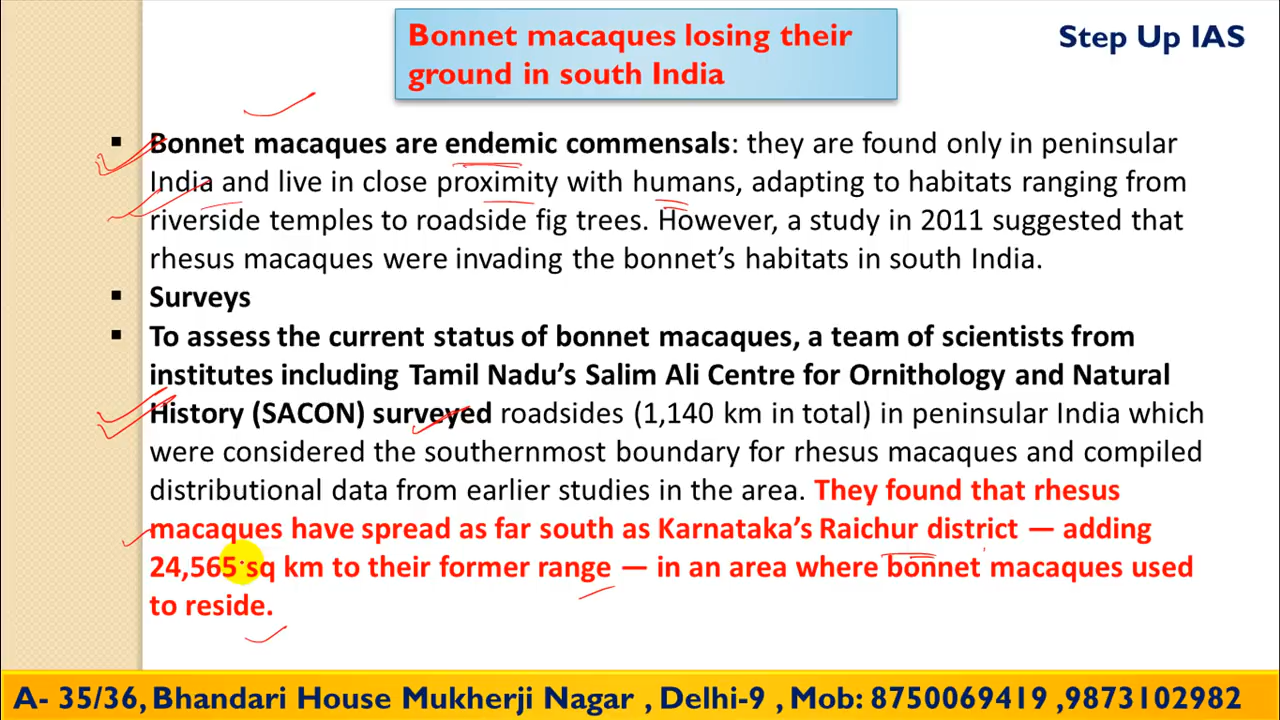 Bonnet macaques losing their
ground in south India
Step Up IAS
▪ Bonnet macaques are endemic commensals: they are found only in peninsular
India and live in close proximity with humans, adapting to habitats ranging from
riverside temples to roadside fig trees. However, a study in 2011 suggested that
rhesus macaques were invading the bonnet’s habitats in south India.
▪ Surveys
▪ To assess the current status of bonnet macaques, a team of scientists from
institutes including Tamil Nadu’s Salim Ali Centre for Ornithology and Natural
History (SACON) surveyed roadsides (1,140 km in total) in peninsular India which
were considered the southernmost boundary for rhesus macaques and compiled
distributional data from earlier studies in the area. They found that rhesus
macaques have spread as far south as Karnataka’s Raichur district — adding
24,565 sq km to their former range — in an area where bonnet macaques used
to reside.
A- 35/36, Bhandari House Mukherji Nagar , Delhi-9 , Mob: 8750069419 ,9873102982